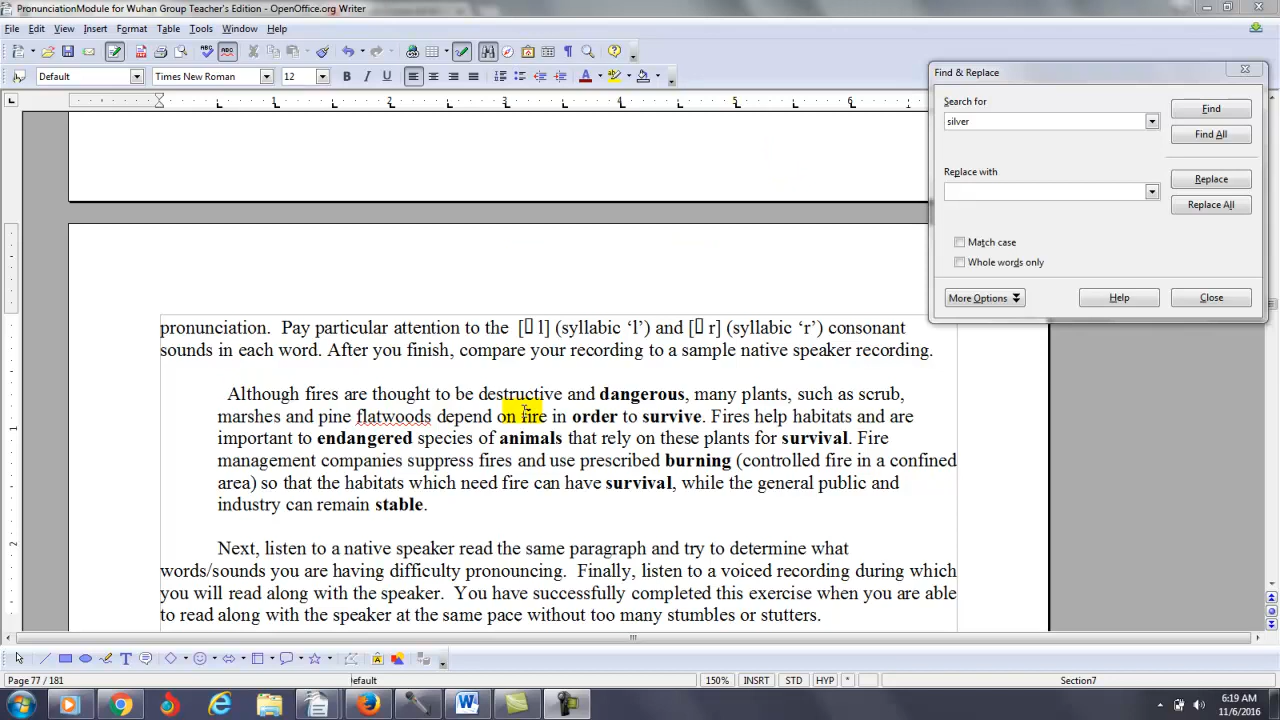 PronunciationModule for Wuhan Group Teacher's Edition - OpenOffice.org Writer
File Edit View Insert Format Table Tools Window Help
Default Times New Roman 12
Find & Replace
Search for
silver
Find
Find All
Replace with
Replace
Replace All
Match case
Whole words only
More Options Help Close
1 2 3 4 5 6
pronunciation. Pay particular attention to the [▯ l] (syllabic ‘l’) and [▯ r] (syllabic ‘r’) consonant
sounds in each word. After you finish, compare your recording to a sample native speaker recording.
Although fires are thought to be destructive and dangerous, many plants, such as scrub,
marshes and pine flatwoods depend on fire in order to survive. Fires help habitats and are
important to endangered species of animals that rely on these plants for survival. Fire
management companies suppress fires and use prescribed burning (controlled fire in a confined
area) so that the habitats which need fire can have survival, while the general public and
industry can remain stable.
Next, listen to a native speaker read the same paragraph and try to determine what
words/sounds you are having difficulty pronouncing. Finally, listen to a voiced recording during which
you will read along with the speaker. You have successfully completed this exercise when you are able
to read along with the speaker at the same pace without too many stumbles or stutters.
1
2
Page 77 / 181 efault 150% INSRT STD HYP * Section7
6:19 AM
11/6/2016